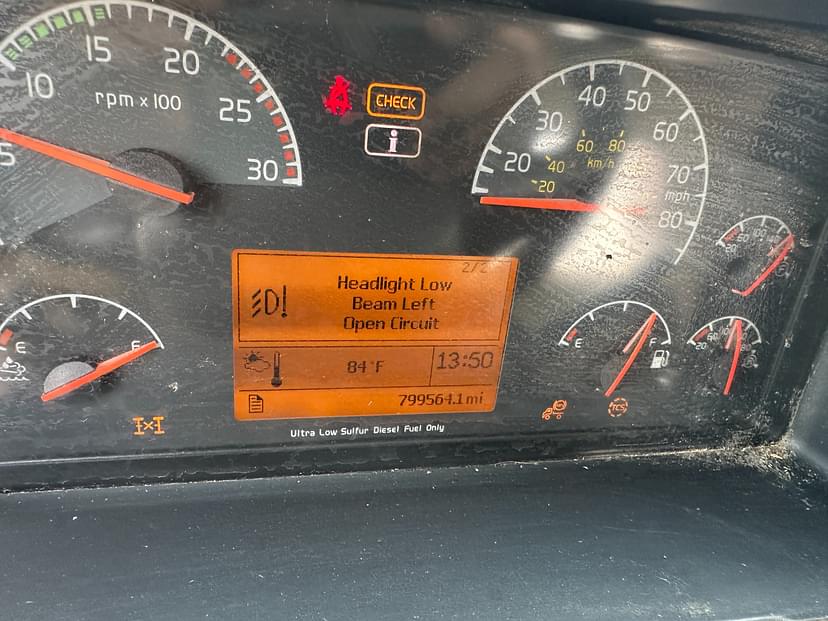 5
10
15
20
25
30
rpm x 100
CHECK
i
20
30
40
50
60
70
80
mph
20
40
60
80
km/h
2/2
Headlight Low
Beam Left
Open Circuit
84°F
13:50
799564.1 mi
Ultra Low Sulfur Diesel Fuel Only
E
F
E
F
TCS